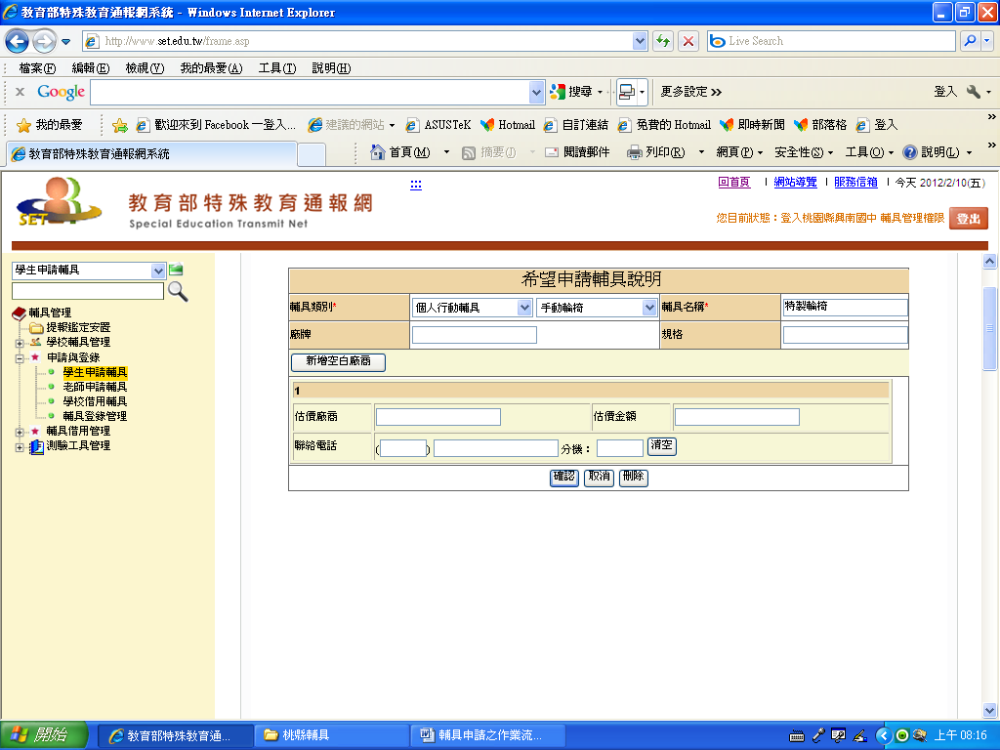 教育部特殊教育通報網系統 - Windows Internet Explorer
http://www.set.edu.tw/frame.asp
Live Search
檔案(F) 編輯(E) 檢視(V) 我的最愛(A) 工具(T) 說明(H)
x Google 搜尋 更多設定 >> 登入
我的最愛 歡迎來到 Facebook －登入... 建議的網站 ASUSTeK Hotmail 自訂連結 免費的 Hotmail 即時新聞 部落格 登入 >>
教育部特殊教育通報網系統 首頁(M) 摘要(J) 閱讀郵件 列印(R) 網頁(P) 安全性(S) 工具(O) 說明(L) >>
SET 教育部特殊教育通報網
Special Education Transmit Net
:::
回首頁 | 網站導覽 | 服務信箱 | 今天 2012/2/10(五)
您目前狀態：登入桃園縣興南國中 輔具管理權限 登出
學生申請輔具
輔具管理
提報鑑定安置
學校輔具管理
申請與登錄
學生申請輔具
老師申請輔具
學校借用輔具
輔具登錄管理
輔具借用管理
測驗工具管理
希望申請輔具說明
輔具類別* 個人行動輔具 手動輪椅 輔具名稱* 特製輪椅
廠牌 規格
新增空白廠商
1
估價廠商 估價金額
聯絡電話 ( ) 分機： 清空
確認 取消 刪除
開始 教育部特殊教育通... 桃縣輔具 輔具申請之作業流... 上午 08:16